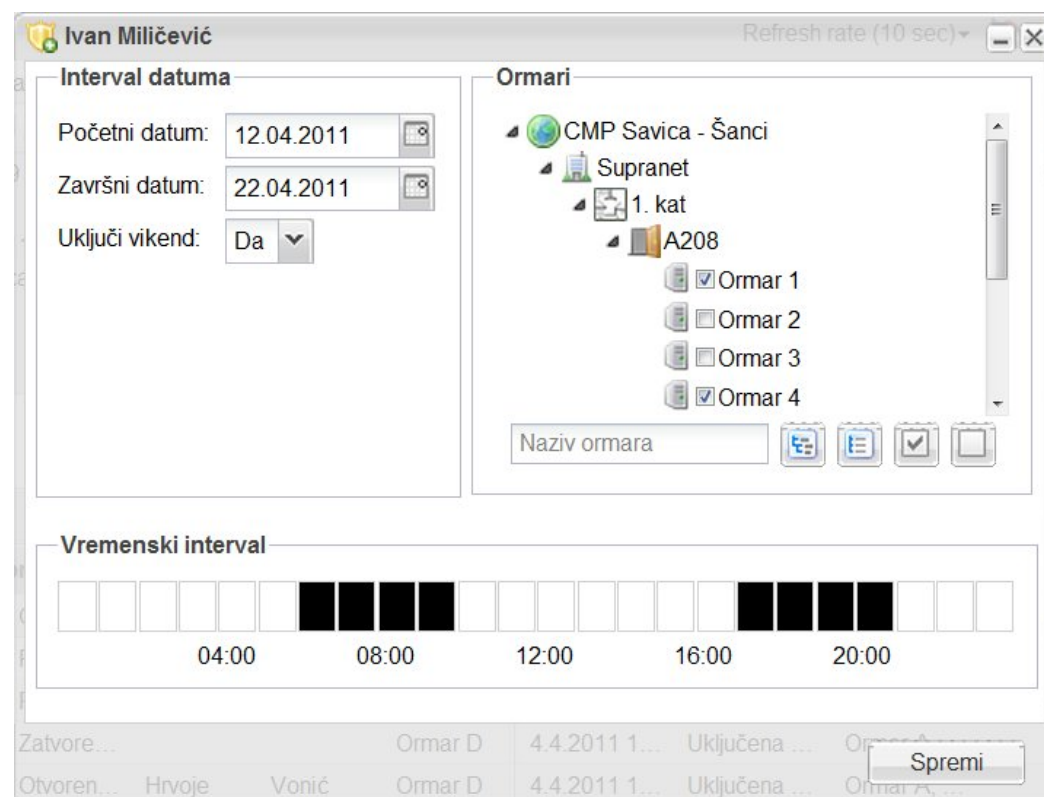 Ivan Miličević
Refresh rate (10 sec)
Interval datuma
Početni datum: 12.04.2011
Završni datum: 22.04.2011
Uključi vikend: Da
Ormari
CMP Savica - Šanci
Supranet
1. kat
A208
Ormar 1
Ormar 2
Ormar 3
Ormar 4
Naziv ormara
Vremenski interval
04:00 08:00 12:00 16:00 20:00
Zatvore... Ormar D 4.4.2011 1... Uključena ...
Spremi
Otvoren... Hrvoje Vonić Ormar D 4.4.2011 1... Uključena ... Ormar A, ...